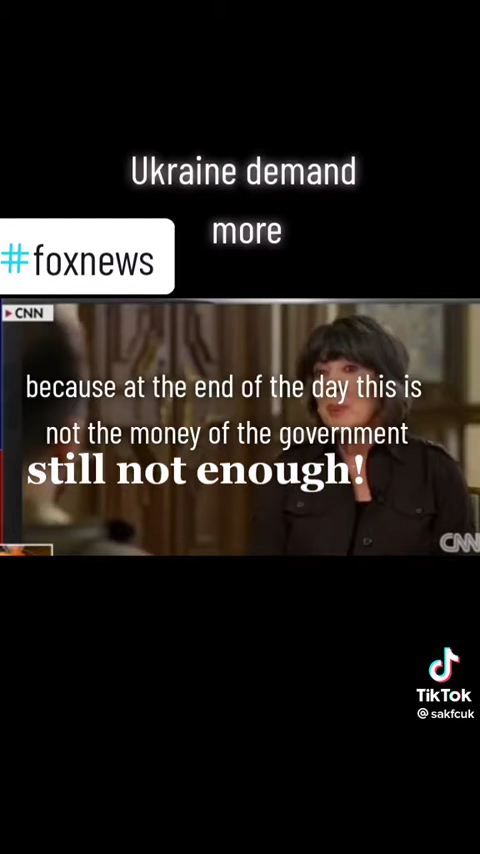 Ukraine demand
more
#foxnews
CNN
because at the end of the day this is
not the money of the government
still not enough!
CNN
TikTok
@sakfcuk